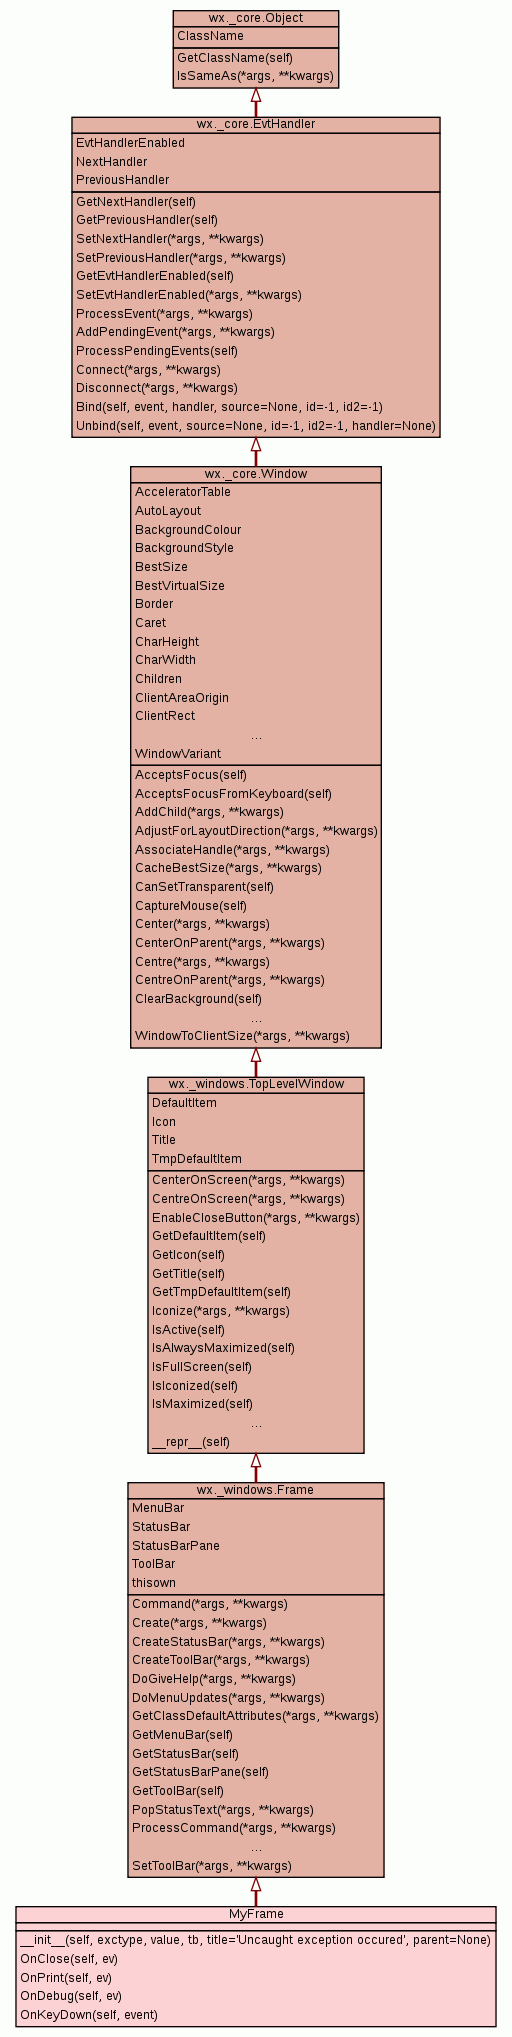 wx._core.Object
ClassName
GetClassName(self)
IsSameAs(*args, **kwargs)
wx._core.EvtHandler
EvtHandlerEnabled
NextHandler
PreviousHandler
GetNextHandler(self)
GetPreviousHandler(self)
SetNextHandler(*args, **kwargs)
SetPreviousHandler(*args, **kwargs)
GetEvtHandlerEnabled(self)
SetEvtHandlerEnabled(*args, **kwargs)
ProcessEvent(*args, **kwargs)
AddPendingEvent(*args, **kwargs)
ProcessPendingEvents(self)
Connect(*args, **kwargs)
Disconnect(*args, **kwargs)
Bind(self, event, handler, source=None, id=-1, id2=-1)
Unbind(self, event, source=None, id=-1, id2=-1, handler=None)
wx._core.Window
AcceleratorTable
AutoLayout
BackgroundColour
BackgroundStyle
BestSize
BestVirtualSize
Border
Caret
CharHeight
CharWidth
Children
ClientAreaOrigin
ClientRect
...
WindowVariant
AcceptsFocus(self)
AcceptsFocusFromKeyboard(self)
AddChild(*args, **kwargs)
AdjustForLayoutDirection(*args, **kwargs)
AssociateHandle(*args, **kwargs)
CacheBestSize(*args, **kwargs)
CanSetTransparent(self)
CaptureMouse(self)
Center(*args, **kwargs)
CenterOnParent(*args, **kwargs)
Centre(*args, **kwargs)
CentreOnParent(*args, **kwargs)
ClearBackground(self)
...
WindowToClientSize(*args, **kwargs)
wx._windows.TopLevelWindow
DefaultItem
Icon
Title
TmpDefaultItem
CenterOnScreen(*args, **kwargs)
CentreOnScreen(*args, **kwargs)
EnableCloseButton(*args, **kwargs)
GetDefaultItem(self)
GetIcon(self)
GetTitle(self)
GetTmpDefaultItem(self)
Iconize(*args, **kwargs)
IsActive(self)
IsAlwaysMaximized(self)
IsFullScreen(self)
IsIconized(self)
IsMaximized(self)
...
__repr__(self)
wx._windows.Frame
MenuBar
StatusBar
StatusBarPane
ToolBar
thisown
Command(*args, **kwargs)
Create(*args, **kwargs)
CreateStatusBar(*args, **kwargs)
CreateToolBar(*args, **kwargs)
DoGiveHelp(*args, **kwargs)
DoMenuUpdates(*args, **kwargs)
GetClassDefaultAttributes(*args, **kwargs)
GetMenuBar(self)
GetStatusBar(self)
GetStatusBarPane(self)
GetToolBar(self)
PopStatusText(*args, **kwargs)
ProcessCommand(*args, **kwargs)
...
SetToolBar(*args, **kwargs)
MyFrame
__init__(self, exctype, value, tb, title='Uncaught exception occured', parent=None)
OnClose(self, ev)
OnPrint(self, ev)
OnDebug(self, ev)
OnKeyDown(self, event)